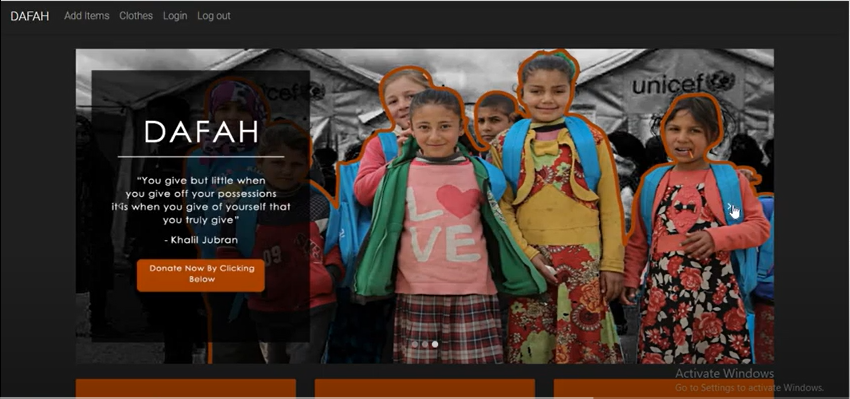 DAFAH Add Items Clothes Login Log out
unicef
DAFAH
"You give but little when
you give off your possessions
it is when you give of yourself that
you truly give"
- Khalil Jubran
Donate Now By Clicking
Below
LO
VE
09
Activate Windows
Go to Settings to activate Windows.